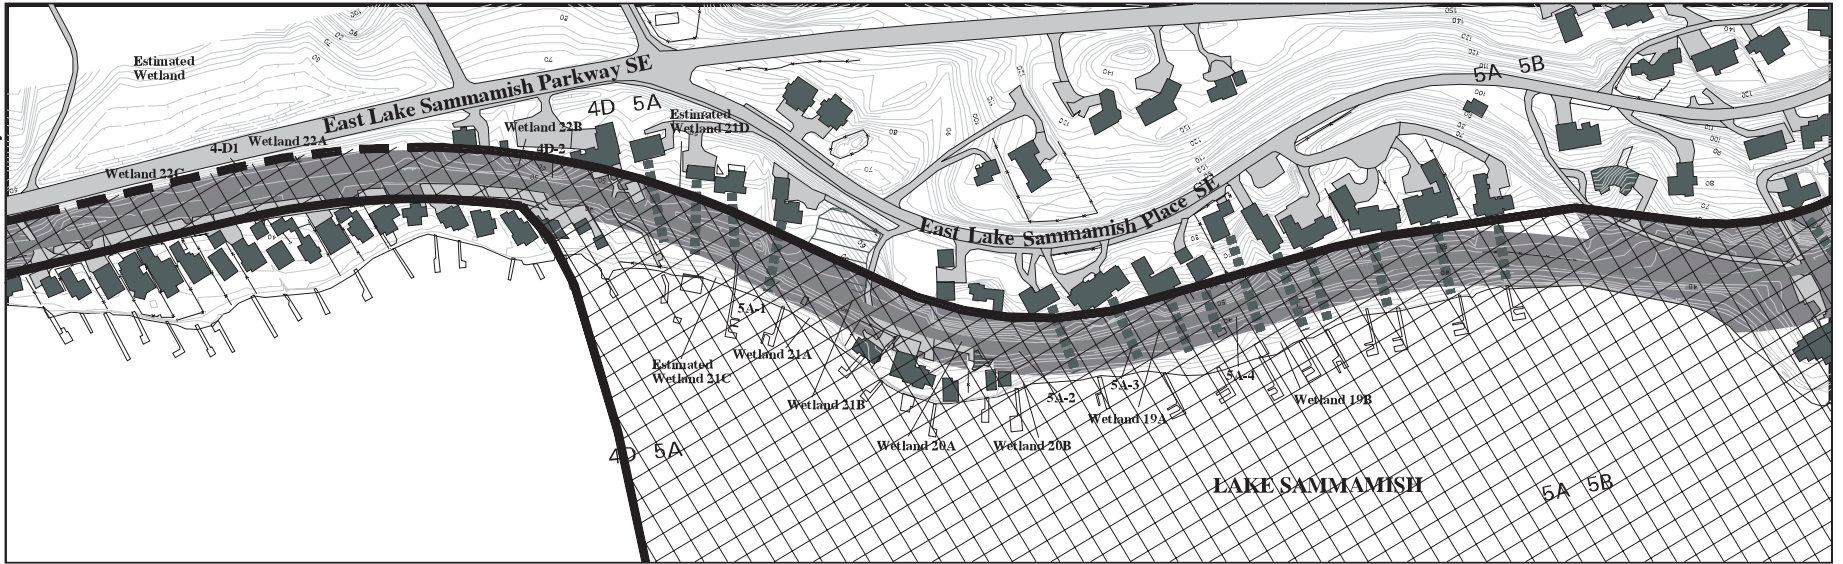 Estimated
Wetland
East Lake Sammamish Parkway SE
4D 5A
5A 5B
Estimated
Wetland 21D
Wetland 22B
4D-2
Wetland 22A
4-D1
Wetland 22C
East Lake Sammamish Place SE
5A-1
Wetland 21A
Estimated
Wetland 21C
Wetland 21B
5A-2
5A-3
5A-4
Wetland 19A
Wetland 19B
Wetland 20A
Wetland 20B
4D 5A
LAKE SAMMAMISH
5A 5B